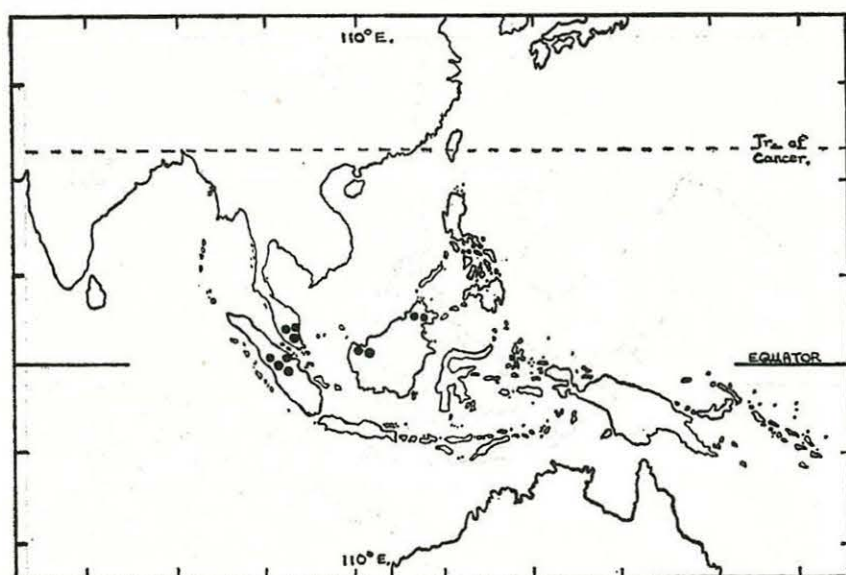 110°E.
Tr. of
Cancer.
EQUATOR
110°E.